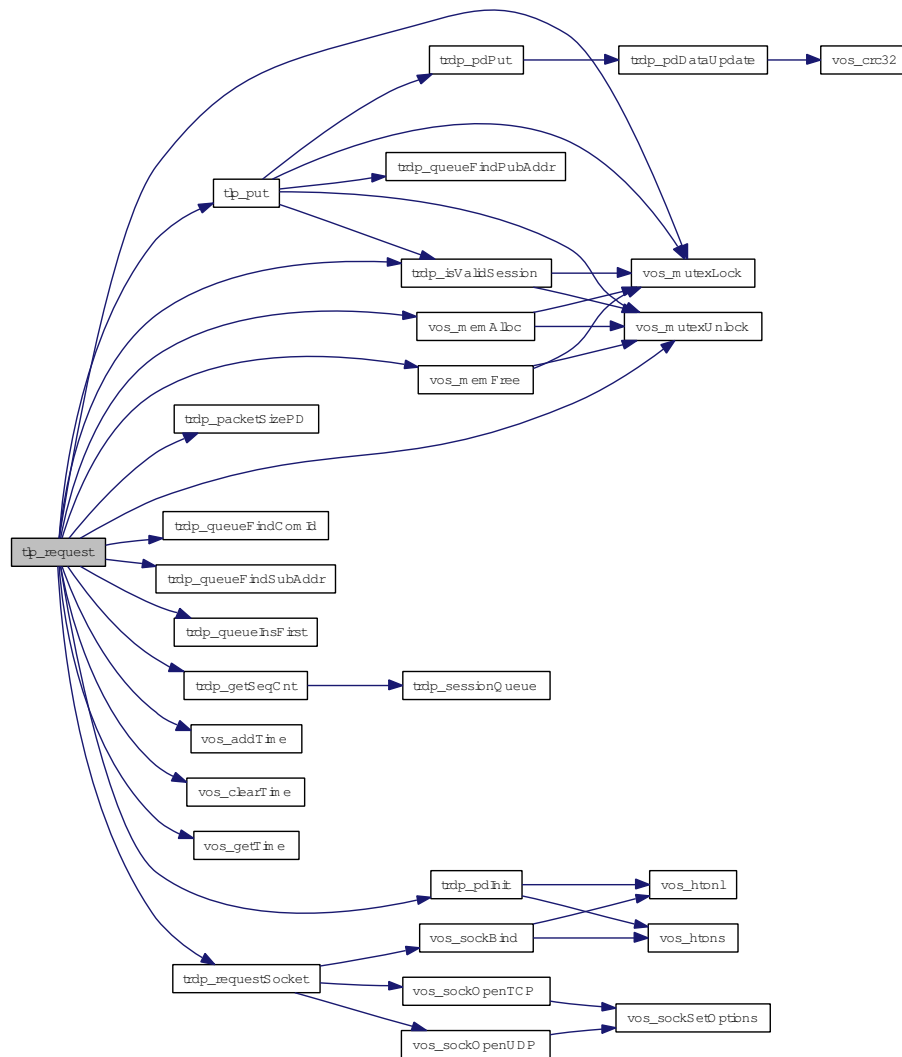 trdp_pdPut
trdp_pdDataUpdate
vos_crc32
trdp_queueFindPubAddr
tlp_put
trdp_isValidSession
vos_mutexLock
vos_memAlloc
vos_mutexUnlock
vos_memFree
trdp_packetSizePD
trdp_queueFindComId
tlp_request
trdp_queueFindSubAddr
trdp_queueInsFirst
trdp_getSeqCnt
trdp_sessionQueue
vos_addTime
vos_clearTime
vos_getTime
trdp_pdInit
vos_htonl
vos_sockBind
vos_htons
trdp_requestSocket
vos_sockOpenTCP
vos_sockSetOptions
vos_sockOpenUDP